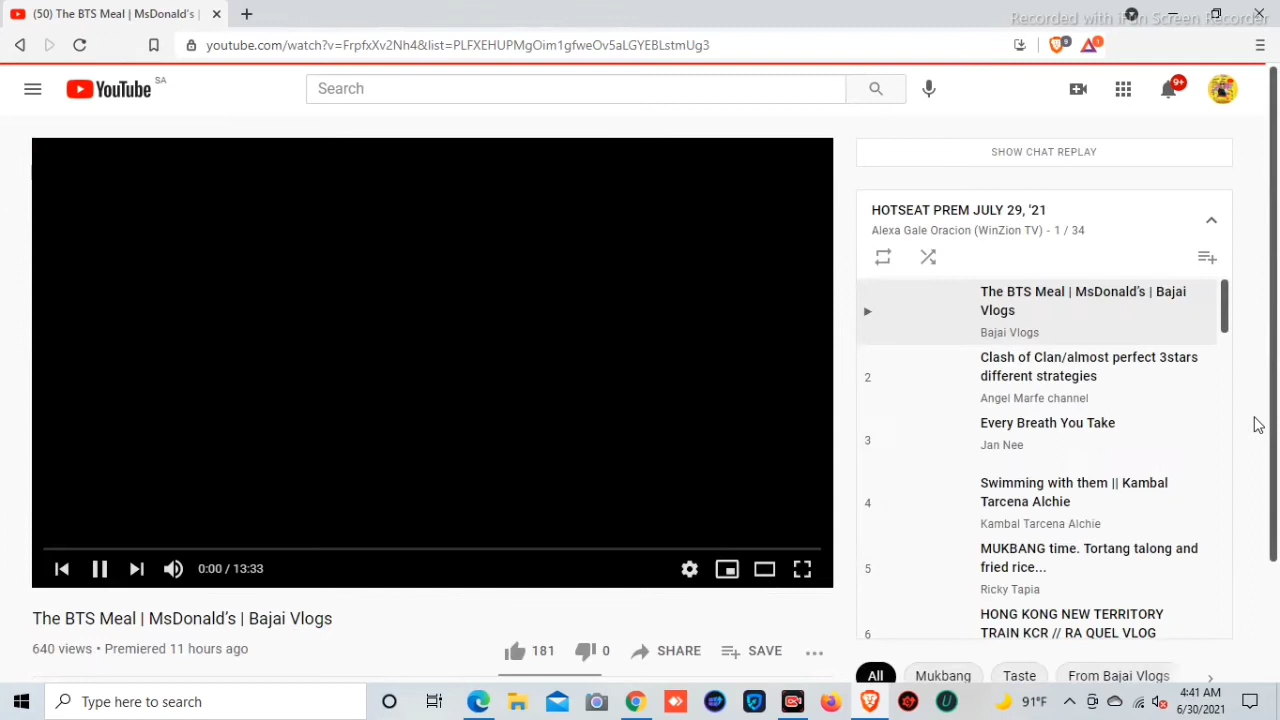 Recorded with iFun Screen Recorder
(50) The BTS Meal | MsDonald's |
youtube.com/watch?v=FrpfxXv2Nh4&list=PLFXEHUPMgOim1gfweOv5aLGYEBLstmUg3
9
1
YouTube SA
Search
9+
SHOW CHAT REPLAY
HOTSEAT PREM JULY 29, '21
Alexa Gale Oracion (WinZion TV) - 1 / 34
The BTS Meal | MsDonald's | Bajai
Vlogs
Bajai Vlogs
2
Clash of Clan/almost perfect 3stars
different strategies
Angel Marfe channel
3
Every Breath You Take
Jan Nee
4
Swimming with them || Kambal
Tarcena Alchie
Kambal Tarcena Alchie
5
MUKBANG time. Tortang talong and
fried rice...
Ricky Tapia
6
HONG KONG NEW TERRITORY
TRAIN KCR // RA QUEL VLOG
0:00 / 13:33
The BTS Meal | MsDonald's | Bajai Vlogs
640 views • Premiered 11 hours ago
181
0
SHARE
SAVE
All
Mukbang
Taste
From Bajai Vlogs
Type here to search
91°F
4:41 AM
6/30/2021